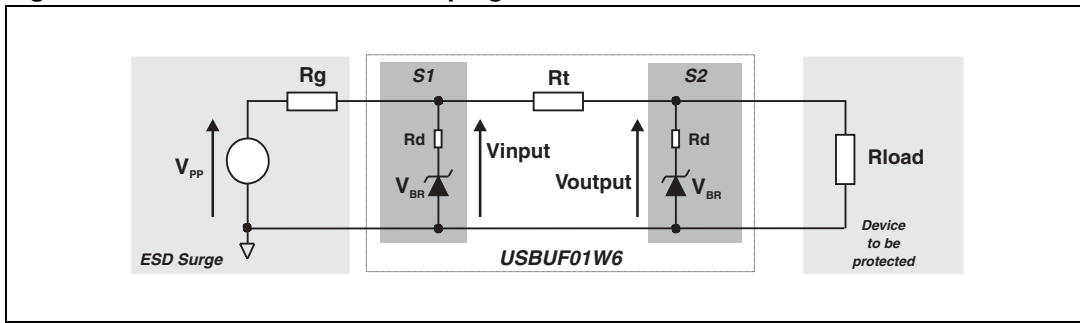 S1
S2
Rg
Rt
Rd
Rd
Vinput
Voutput
Rload
VPP
VBR
VBR
Device
to be
protected
ESD Surge
USBUF01W6